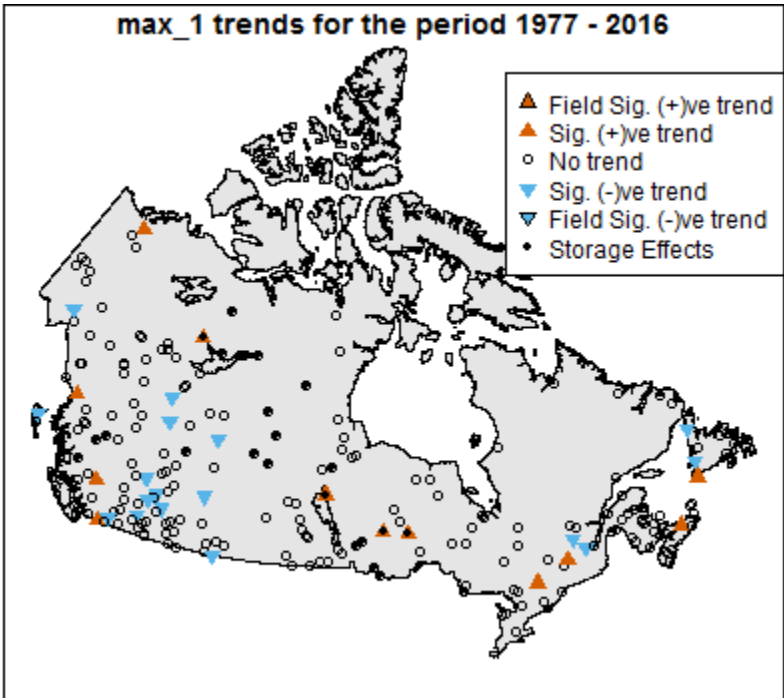 max_1 trends for the period 1977 - 2016
Field Sig. (+)ve trend
Sig. (+)ve trend
No trend
Sig. (-)ve trend
Field Sig. (-)ve trend
Storage Effects